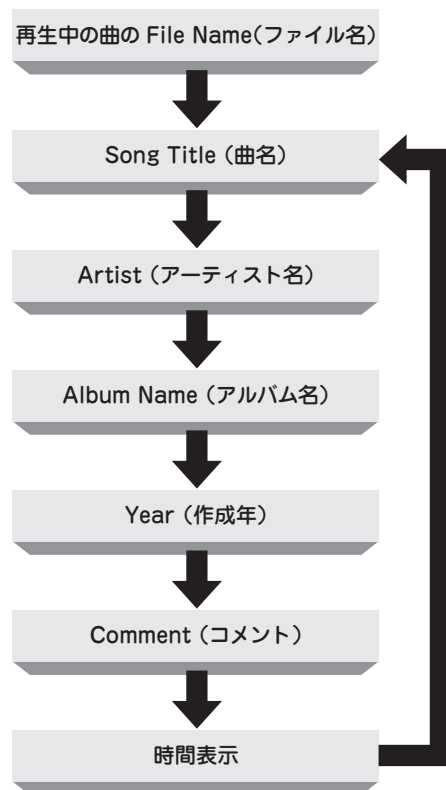 再生中の曲の File Name(ファイル名)
Song Title（曲名）
Artist（アーティスト名）
Album Name（アルバム名）
Year（作成年）
Comment（コメント）
時間表示